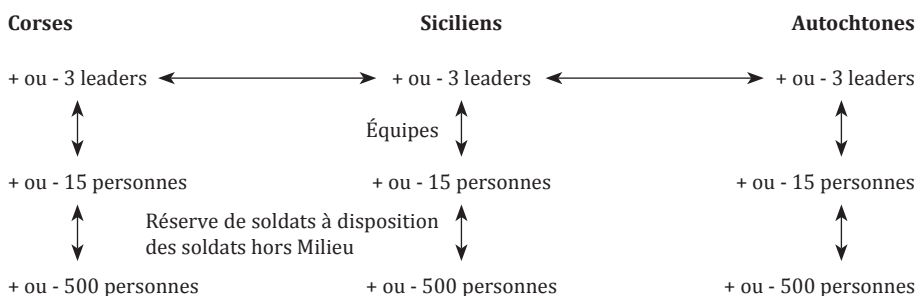 Corses Siciliens Autochtones
+ ou - 3 leaders + ou - 3 leaders + ou - 3 leaders
Équipes
+ ou - 15 personnes + ou - 15 personnes + ou - 15 personnes
Réserve de soldats à disposition
des soldats hors Milieu
+ ou - 500 personnes + ou - 500 personnes + ou - 500 personnes